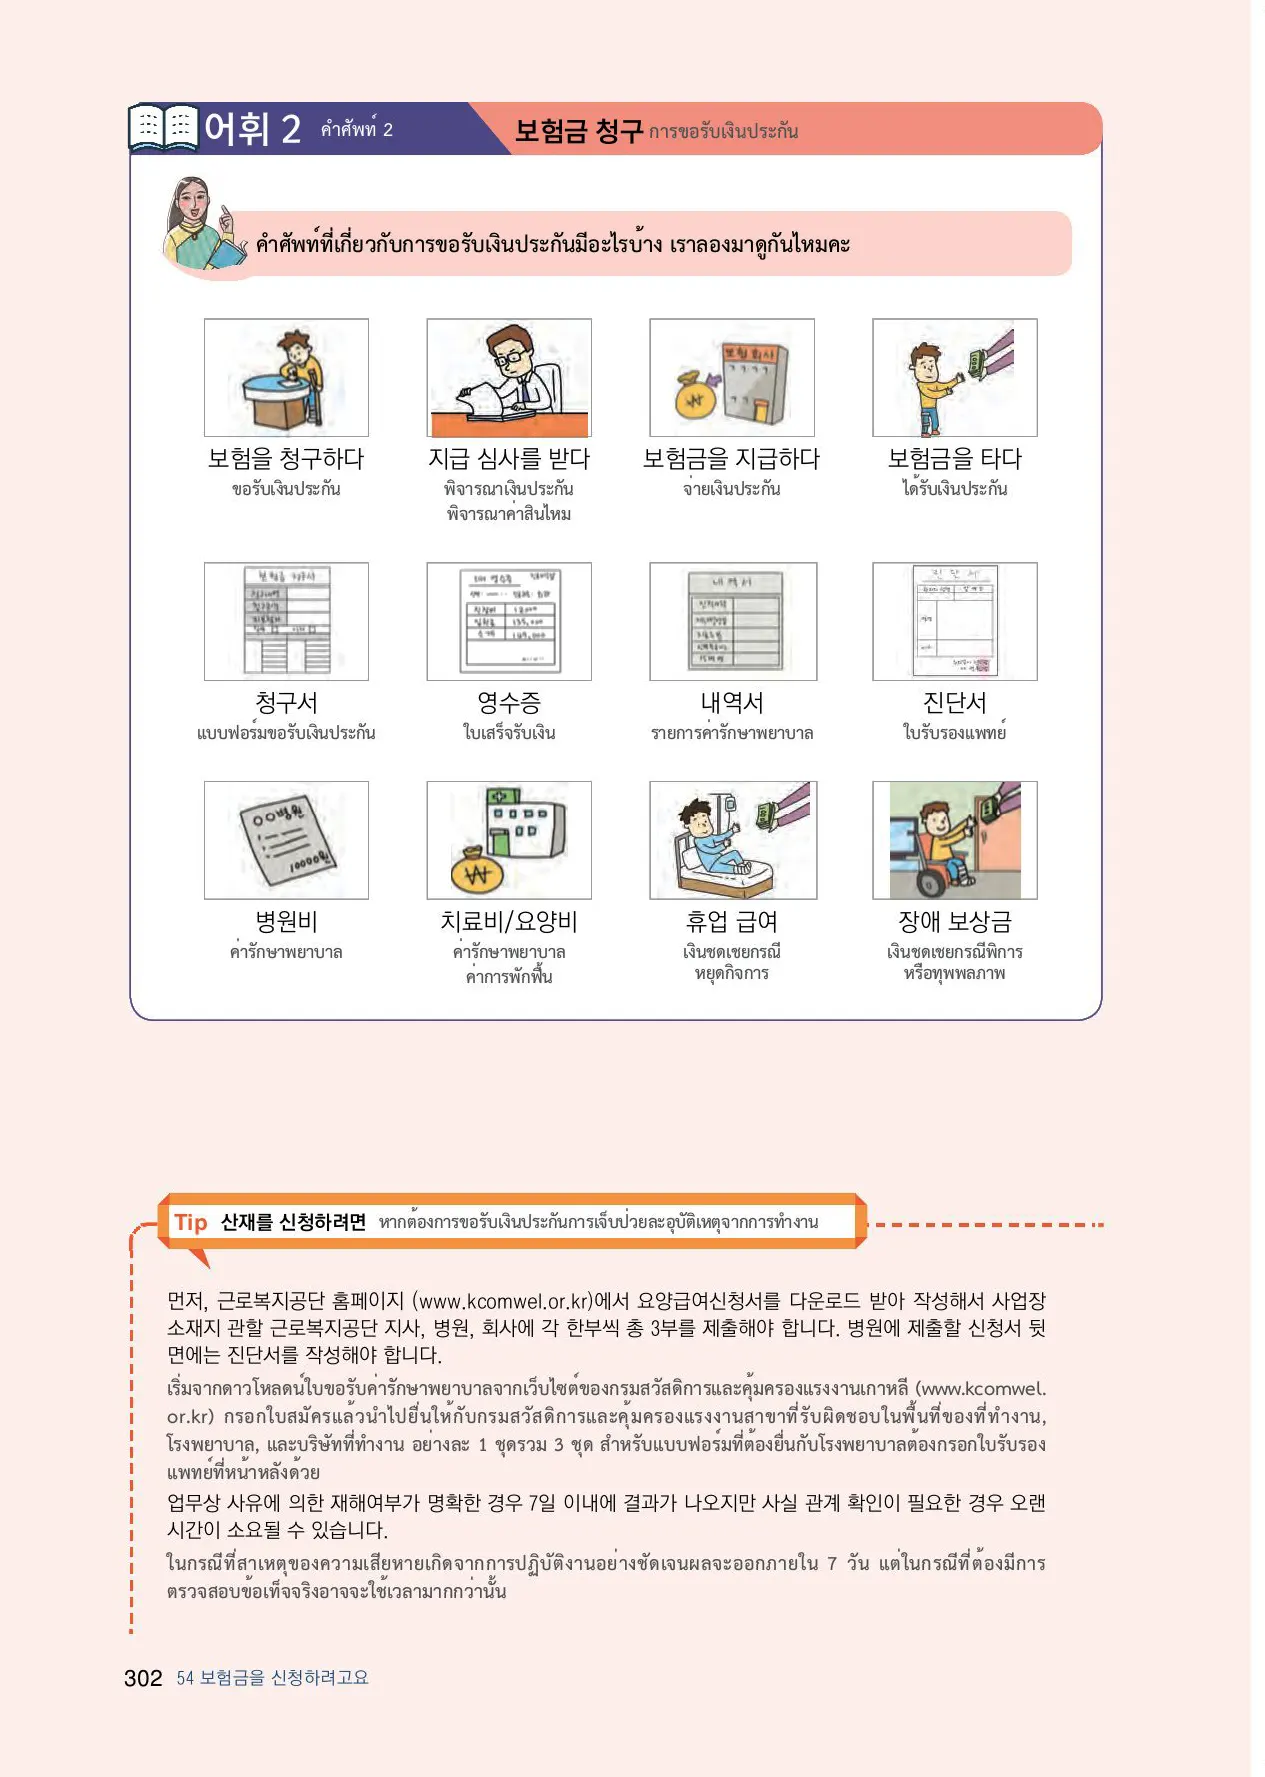 어휘 2 คำศัพท์ 2 보험금 청구 การขอรับเงินประกัน
คำศัพท์ที่เกี่ยวกับการขอรับเงินประกันมีอะไรบ้าง เราลองมาดูกันไหมคะ
보험회사
보험을 청구하다 지급 심사를 받다 보험금을 지급하다 보험금을 타다
ขอรับเงินประกัน พิจารณาเงินประกัน จ่ายเงินประกัน ได้รับเงินประกัน
พิจารณาค่าสินไหม
보험금 청구서 영수증 내역서 진단서
청구서 영수증 내역서 진단서
แบบฟอร์มขอรับเงินประกัน ใบเสร็จรับเงิน รายการค่ารักษาพยาบาล ใบรับรองแพทย์
○○병원
10000원
병원비 치료비/요양비 휴업 급여 장애 보상금
ค่ารักษาพยาบาล ค่ารักษาพยาบาล เงินชดเชยกรณี เงินชดเชยกรณีพิการ
ค่าการพักฟื้น หยุดกิจการ หรือทุพพลภาพ
Tip 산재를 신청하려면 หากต้องการขอรับเงินประกันการเจ็บป่วยและอุบัติเหตุจากการทำงาน
먼저, 근로복지공단 홈페이지 (www.kcomwel.or.kr)에서 요양급여신청서를 다운로드 받아 작성해서 사업장
소재지 관할 근로복지공단 지사, 병원, 회사에 각 한부씩 총 3부를 제출해야 합니다. 병원에 제출할 신청서 뒷
면에는 진단서를 작성해야 합니다.
เริ่มจากดาวโหลดน์ใบขอรับค่ารักษาพยาบาลจากเว็บไซต์ของกรมสวัสดิการและคุ้มครองแรงงานเกาหลี (www.kcomwel.
or.kr) กรอกใบสมัครแล้วนำไปยื่นให้กับกรมสวัสดิการและคุ้มครองแรงงานสาขาที่รับผิดชอบในพื้นที่ของที่ทำงาน,
โรงพยาบาล, และบริษัทที่ทำงาน อย่างละ 1 ชุดรวม 3 ชุด สำหรับแบบฟอร์มที่ต้องยื่นกับโรงพยาบาลต้องกรอกใบรับรอง
แพทย์ที่หน้าหลังด้วย
업무상 사유에 의한 재해여부가 명확한 경우 7일 이내에 결과가 나오지만 사실 관계 확인이 필요한 경우 오랜
시간이 소요될 수 있습니다.
ในกรณีที่สาเหตุของความเสียหายเกิดจากการปฏิบัติงานอย่างชัดเจนผลจะออกภายใน 7 วัน แต่ในกรณีที่ต้องมีการ
ตรวจสอบข้อเท็จจริงอาจจะใช้เวลามากกว่านั้น
302 54 보험금을 신청하려고요